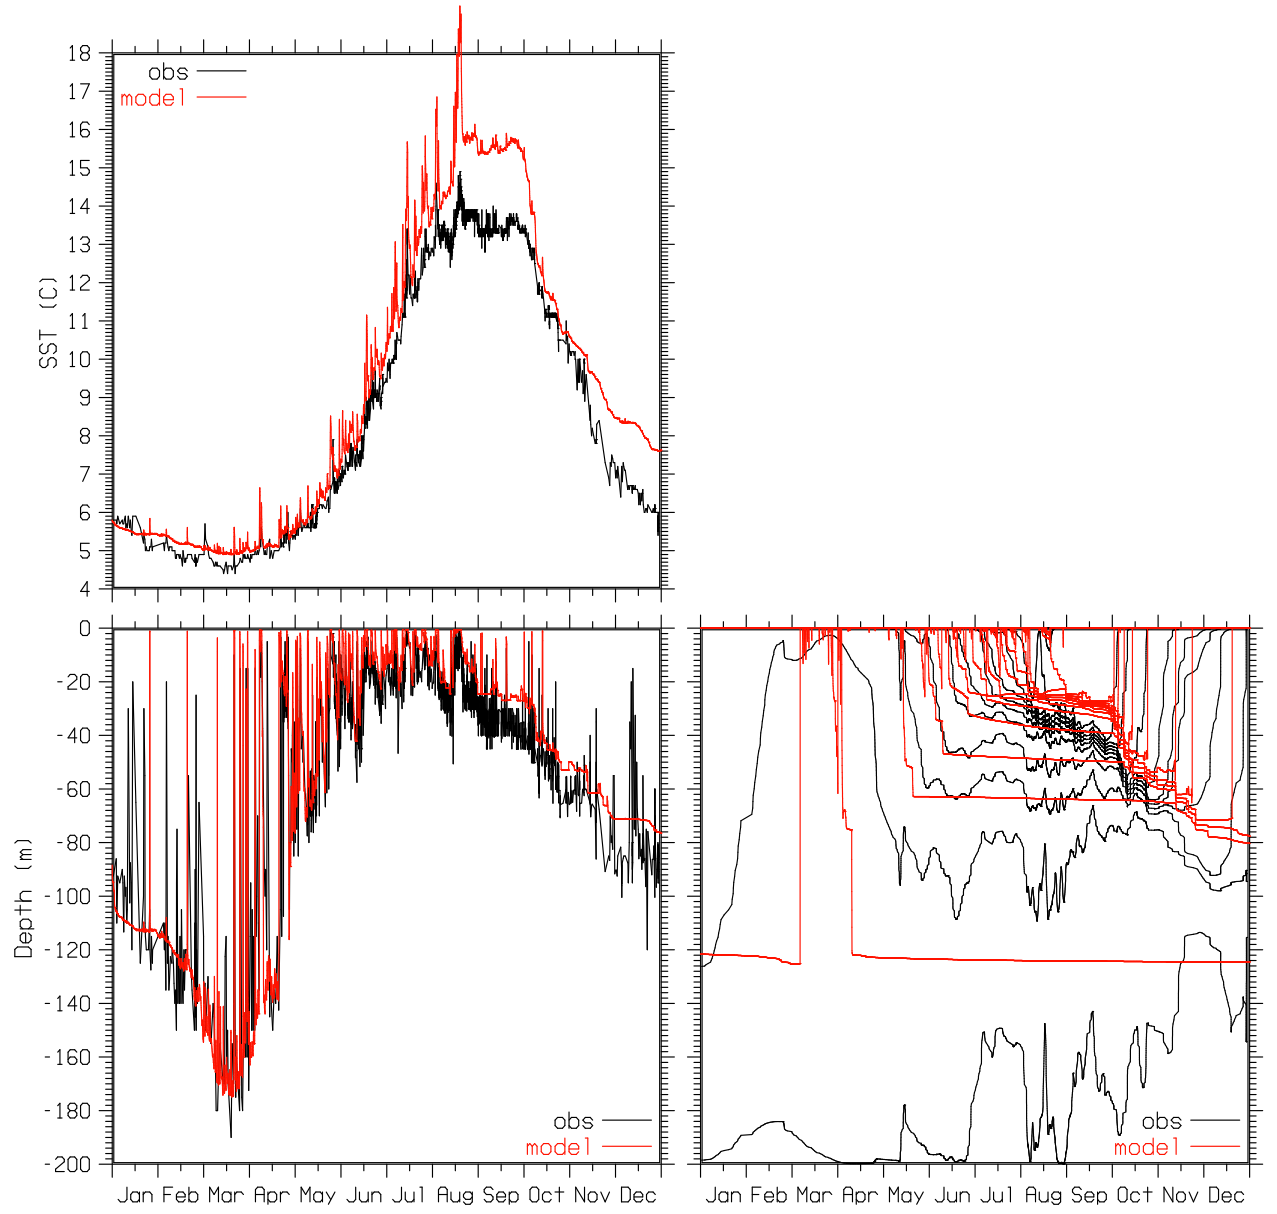 18
obs
model
17
16
15
14
13
12
11
10
9
8
7
6
5
4
SST (C)
0
-20
-40
-60
-80
-100
-120
-140
-160
-180
-200
Depth (m)
obs
model
Jan Feb Mar Apr May Jun Jul Aug Sep Oct Nov Dec
obs
model
Jan Feb Mar Apr May Jun Jul Aug Sep Oct Nov Dec